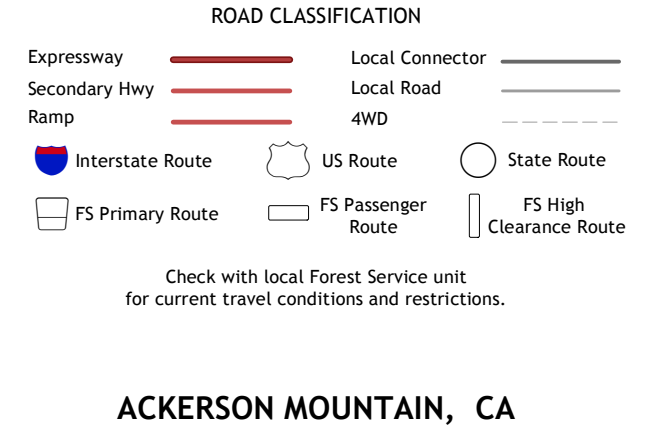 ROAD CLASSIFICATION
Expressway
Local Connector
Secondary Hwy
Local Road
Ramp
4WD
Interstate Route
US Route
State Route
FS Primary Route
FS Passenger
Route
FS High
Clearance Route
Check with local Forest Service unit
for current travel conditions and restrictions.
ACKERSON MOUNTAIN, CA